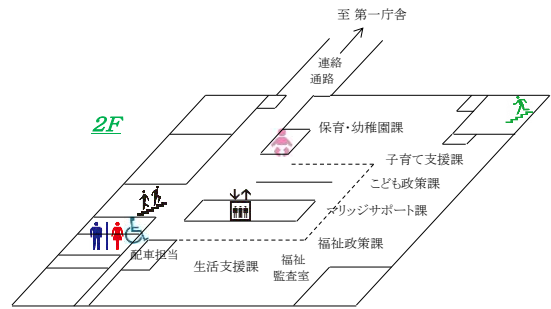 至 第一庁舎
連絡
通路
2F
保育・幼稚園課
子育て支援課
こども政策課
マリッジサポート課
福祉政策課
配車担当
生活支援課
福祉
監査室